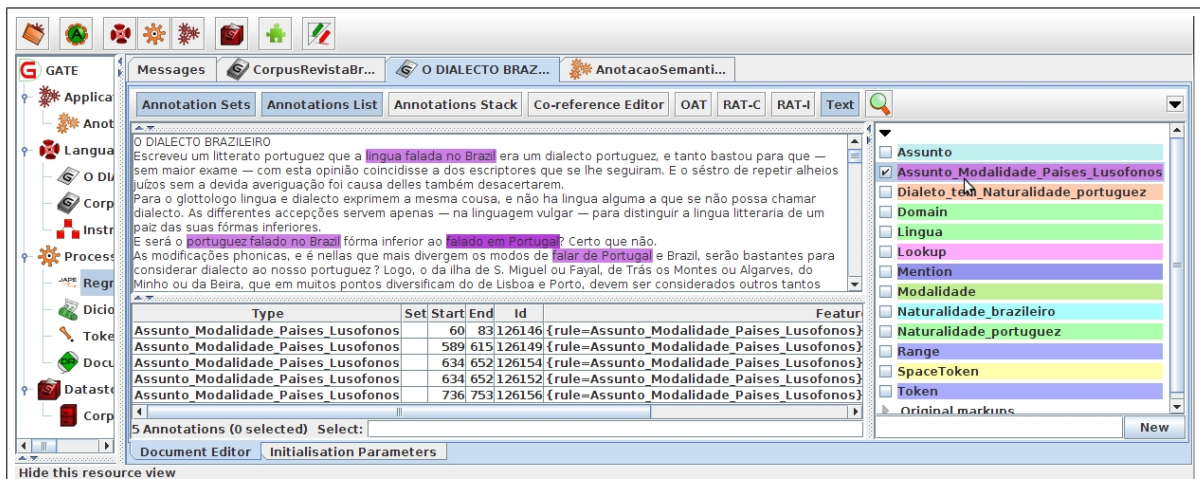 GATE
Applica
Anot
Langua
O DI
Corp
Instr
Process
JAPE Regr
Dicio
Toke
Docu
Datasto
Corp
Messages CorpusRevistaBr... O DIALECTO BRAZ... AnotacaoSemanti...
Annotation Sets Annotations List Annotations Stack Co-reference Editor OAT RAT-C RAT-I Text
O DIALECTO BRAZILEIRO
Escreveu um litterato portuguez que a lingua falada no Brazil era um dialecto portuguez, e tanto bastou para que —
sem maior exame — com esta opinião coincidisse a dos escriptores que se lhe seguiram. E o séstro de repetir alheios
juízos sem a devida averiguação foi causa delles também desacertarem.
Para o glottologo lingua e dialecto exprimem a mesma cousa, e não ha lingua alguma a que se não possa chamar
dialecto. As differentes accepções servem apenas — na linguagem vulgar — para distinguir a lingua litteraria de um
paiz das suas fórmas inferiores.
E será o portuguez falado no Brazil fórma inferior ao falado em Portugal? Certo que não.
As modificações phonicas, e é nellas que mais divergem os modos de falar de Portugal e Brazil, serão bastantes para
considerar dialecto ao nosso portuguez ? Logo, o da ilha de S. Miguel ou Fayal, de Trás os Montes ou Algarves, do
Minho ou da Beira, que em muitos pontos diversificam do de Lisboa e Porto, devem ser considerados outros tantos
Type Set Start End Id Featur
Assunto_Modalidade_Paises_Lusofonos 60 83 126146 {rule=Assunto_Modalidade_Paises_Lusofonos}
Assunto_Modalidade_Paises_Lusofonos 589 615 126149 {rule=Assunto_Modalidade_Paises_Lusofonos}
Assunto_Modalidade_Paises_Lusofonos 634 652 126154 {rule=Assunto_Modalidade_Paises_Lusofonos}
Assunto_Modalidade_Paises_Lusofonos 634 652 126152 {rule=Assunto_Modalidade_Paises_Lusofonos}
Assunto_Modalidade_Paises_Lusofonos 736 753 126156 {rule=Assunto_Modalidade_Paises_Lusofonos}
5 Annotations (0 selected) Select:
Assunto
Assunto_Modalidade_Paises_Lusofonos
Dialeto_tem_Naturalidade_portuguez
Domain
Lingua
Lookup
Mention
Modalidade
Naturalidade_brazileiro
Naturalidade_portuguez
Range
SpaceToken
Token
Original markups
New
Document Editor Initialisation Parameters
Hide this resource view